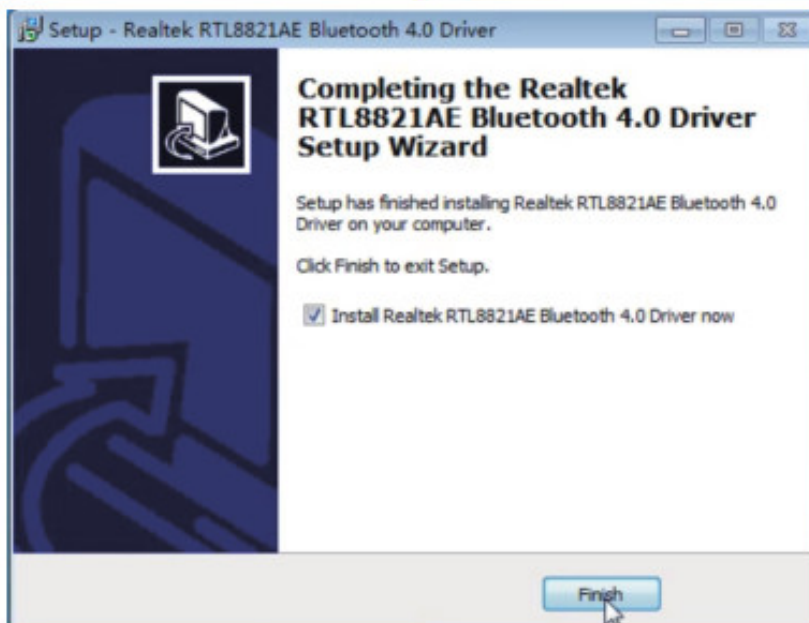 Setup - Realtek RTL8821AE Bluetooth 4.0 Driver
Completing the Realtek
RTL8821AE Bluetooth 4.0 Driver
Setup Wizard
Setup has finished installing Realtek RTL8821AE Bluetooth 4.0
Driver on your computer.
Click Finish to exit Setup.
Install Realtek RTL8821AE Bluetooth 4.0 Driver now
Finish